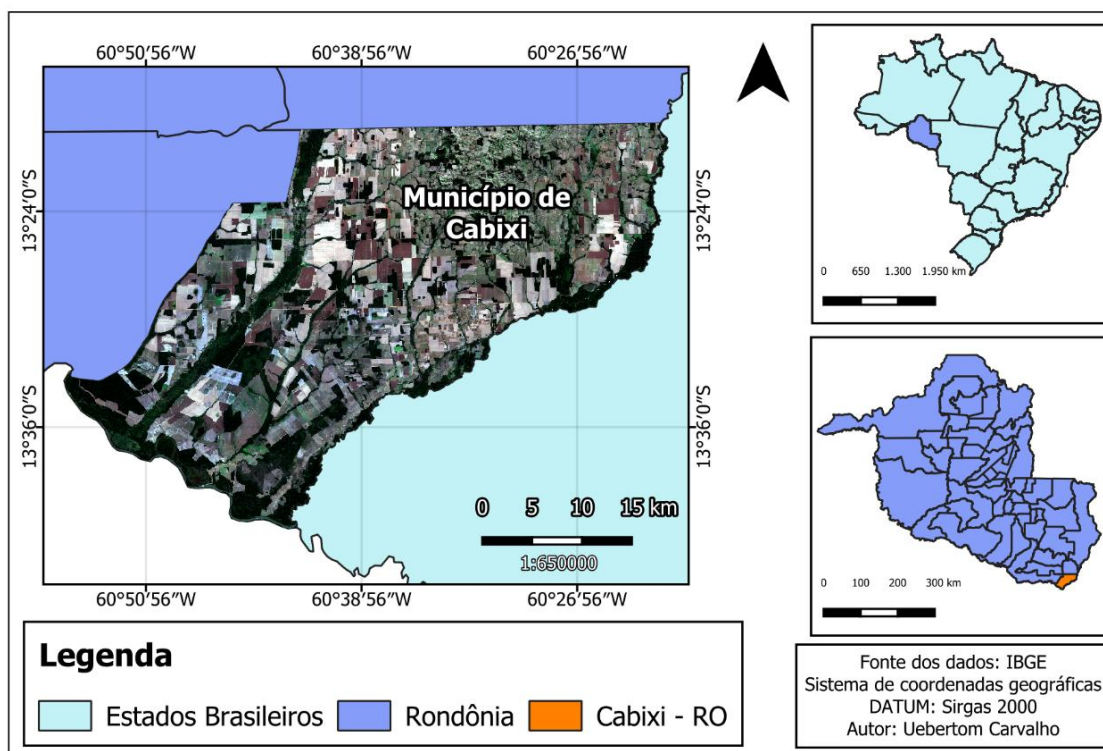 60°50′56″W 60°38′56″W 60°26′56″W
13°24′0″S
13°24′0″S
Município de
Cabixi
13°36′0″S
13°36′0″S
0 5 10 15 km
1:650000
60°50′56″W 60°38′56″W 60°26′56″W
0 650 1.300 1.950 km
0 100 200 300 km
Legenda
Estados Brasileiros
Rondônia
Cabixi - RO
Fonte dos dados: IBGE
Sistema de coordenadas geográficas
DATUM: Sirgas 2000
Autor: Uebertom Carvalho